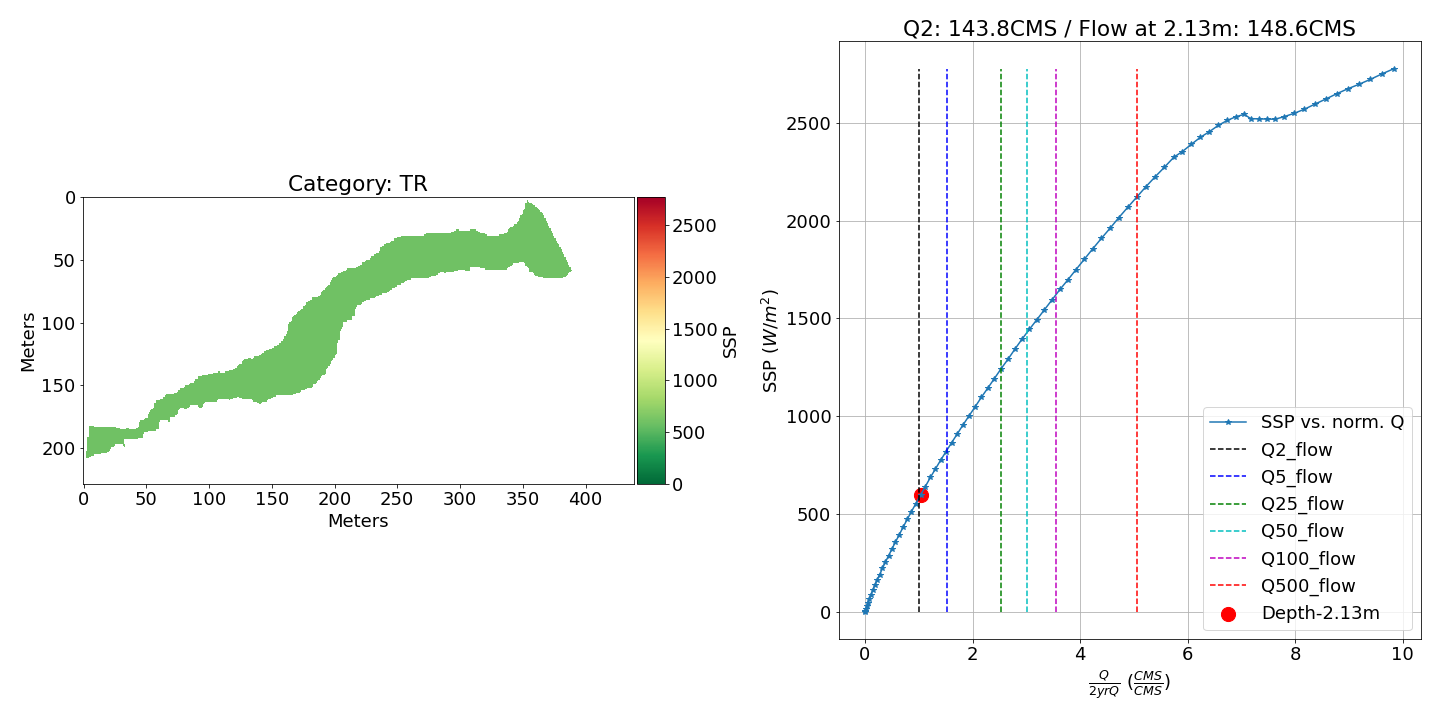 Category: TR
0
50
100
150
200
Meters
0 50 100 150 200 250 300 350 400
Meters
2500
2000
1500
1000
500
0
SSP
Q2: 143.8CMS / Flow at 2.13m: 148.6CMS
2500
2000
1500
1000
500
0
SSP (W/m²)
SSP vs. norm. Q
Q2_flow
Q5_flow
Q25_flow
Q50_flow
Q100_flow
Q500_flow
Depth-2.13m
0 2 4 6 8 10
Q/2yrQ (CMS/CMS)